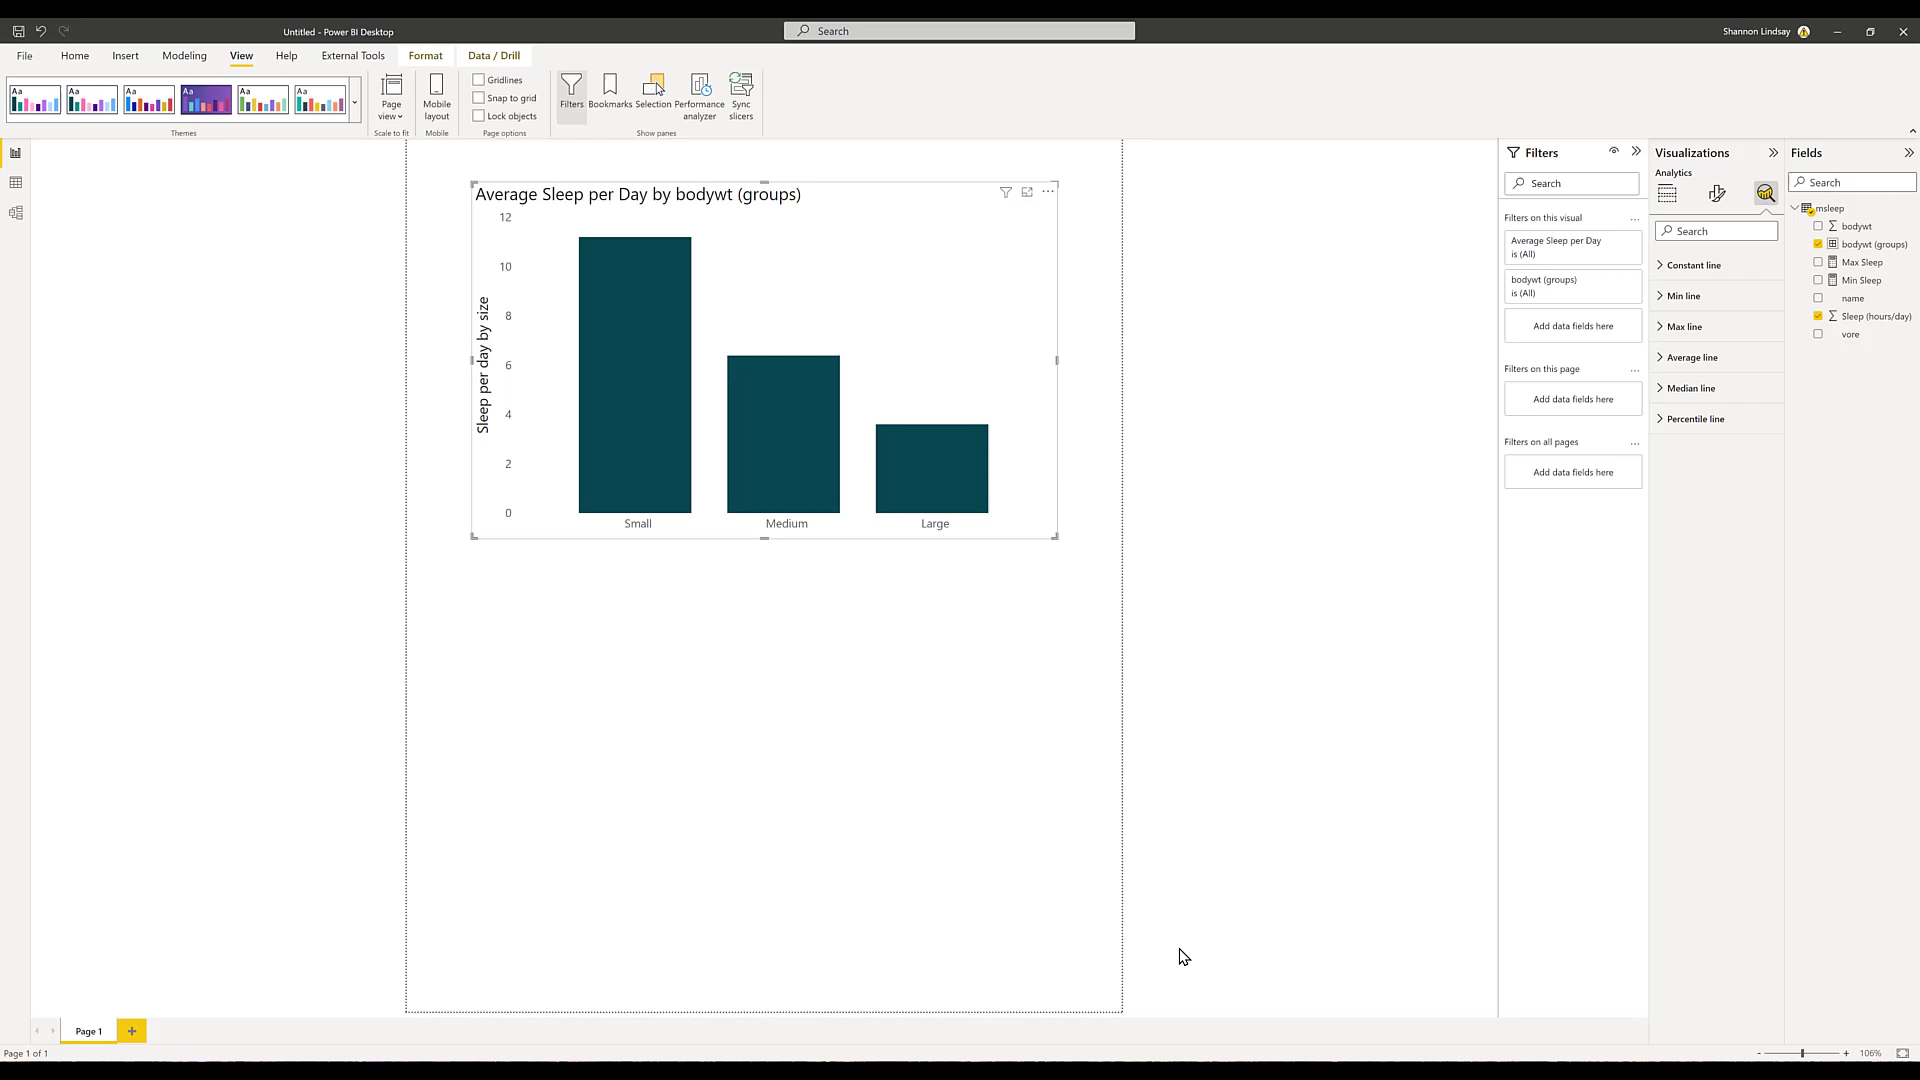 Untitled - Power BI Desktop
Search
Shannon Lindsay
File Home Insert Modeling View Help External Tools Format Data / Drill
Aa Aa Aa Aa Aa Aa
Themes
Page view
Scale to fit
Mobile layout
Mobile
Gridlines
Snap to grid
Lock objects
Page options
Filters
Bookmarks
Selection
Performance analyzer
Sync slicers
Show panes
Average Sleep per Day by bodywt (groups)
Sleep per day by size
12
10
8
6
4
2
0
Small Medium Large
Filters
Search
Filters on this visual ...
Average Sleep per Day
is (All)
bodywt (groups)
is (All)
Add data fields here
Filters on this page ...
Add data fields here
Filters on all pages ...
Add data fields here
Visualizations
Analytics
Search
Constant line
Min line
Max line
Average line
Median line
Percentile line
Fields
Search
msleep
bodywt
bodywt (groups)
Max Sleep
Min Sleep
name
Sleep (hours/day)
vore
Page 1
Page 1 of 1
- + 106%